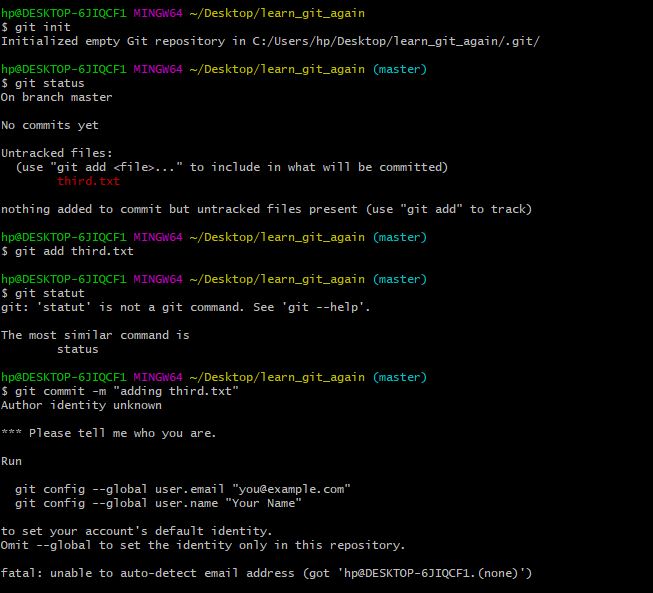 hp@DESKTOP-6JIQCF1 MINGW64 ~/Desktop/learn_git_again
$ git init
Initialized empty Git repository in C:/Users/hp/Desktop/learn_git_again/.git/
hp@DESKTOP-6JIQCF1 MINGW64 ~/Desktop/learn_git_again (master)
$ git status
On branch master
No commits yet
Untracked files:
(use "git add <file>..." to include in what will be committed)
third.txt
nothing added to commit but untracked files present (use "git add" to track)
hp@DESKTOP-6JIQCF1 MINGW64 ~/Desktop/learn_git_again (master)
$ git add third.txt
hp@DESKTOP-6JIQCF1 MINGW64 ~/Desktop/learn_git_again (master)
$ git statut
git: 'statut' is not a git command. See 'git --help'.
The most similar command is
status
hp@DESKTOP-6JIQCF1 MINGW64 ~/Desktop/learn_git_again (master)
$ git commit -m "adding third.txt"
Author identity unknown
*** Please tell me who you are.
Run
git config --global user.email "you@example.com"
git config --global user.name "Your Name"
to set your account's default identity.
Omit --global to set the identity only in this repository.
fatal: unable to auto-detect email address (got 'hp@DESKTOP-6JIQCF1.(none)')